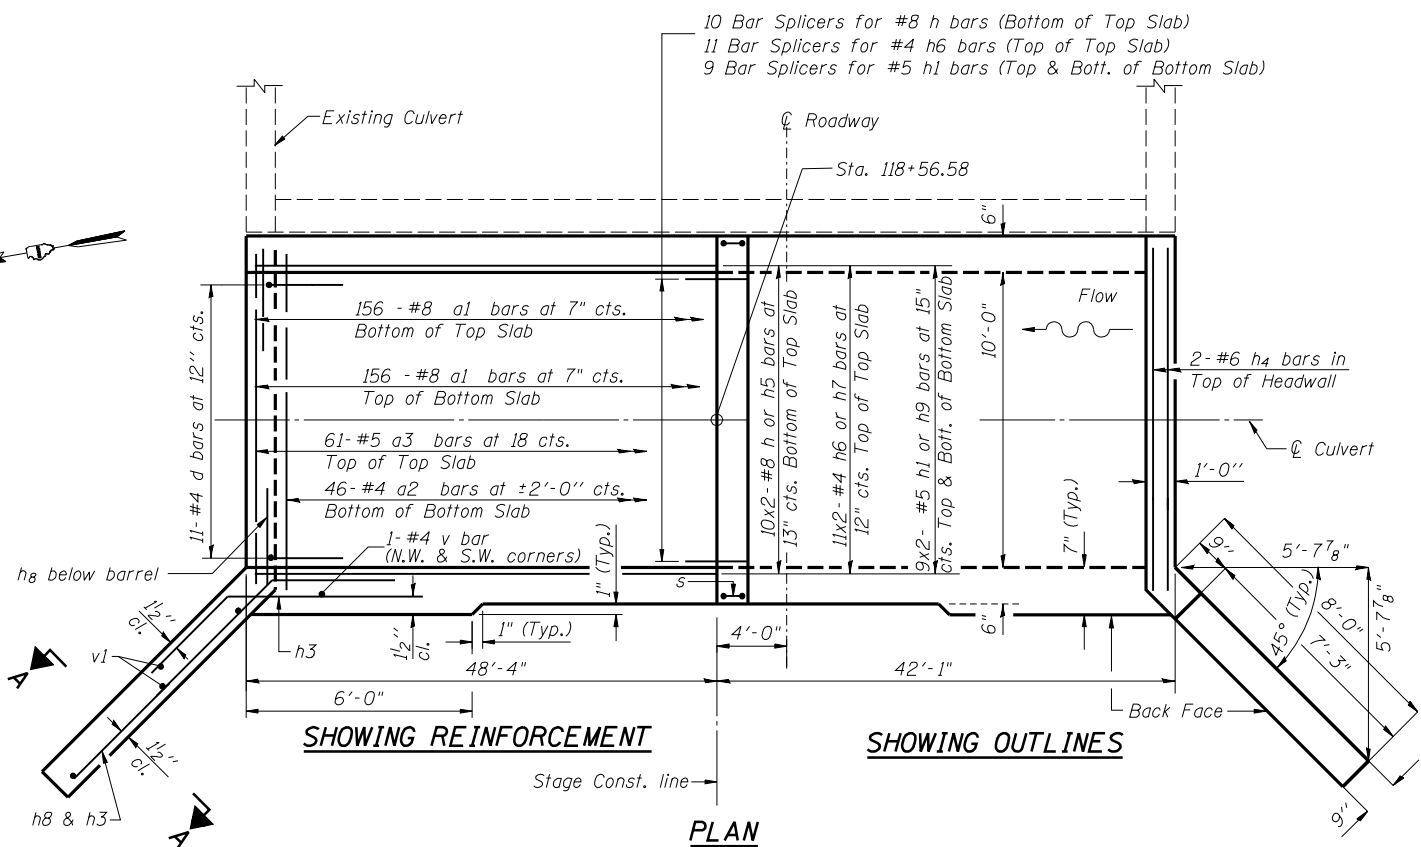 10 Bar Splicers for #8 h bars (Bottom of Top Slab)
11 Bar Splicers for #4 h6 bars (Top of Top Slab)
9 Bar Splicers for #5 h1 bars (Top & Bott. of Bottom Slab)
Existing Culvert
℄ Roadway
Sta. 118+56.58
6"
Flow
10'-0"
156 -#8 a1 bars at 7" cts.
Bottom of Top Slab
156 -#8 a1 bars at 7" cts.
Top of Bottom Slab
61-#5 a3 bars at 18 cts.
Top of Top Slab
46-#4 a2 bars at ±2'-0" cts.
Bottom of Bottom Slab
1-#4 v bar
(N.W. & S.W. corners)
11-#4 d bars at 12" cts.
10x2-#8 h or h5 bars at
13" cts. Bottom of Top Slab
11x2-#4 h6 or h7 bars at
12" cts. Top of Top Slab
9x2- #5 h1 or h9 bars at 15"
cts. Top & Bott. of Bottom Slab
2-#6 h4 bars in
Top of Headwall
℄ Culvert
1'-0"
7" (Typ.)
h8 below barrel
1" (Typ.)
s
1" (Typ.)
1½"
cl.
1½"
cl.
h3
v1
A
4'-0"
6"
48'-4"
42'-1"
6'-0"
9"
5'-7⅞"
45° (Typ.)
8'-0"
7'-3"
5'-7⅞"
Back Face
SHOWING REINFORCEMENT
SHOWING OUTLINES
1½"
cl.
Stage Const. line
h8 & h3
A
9"
PLAN